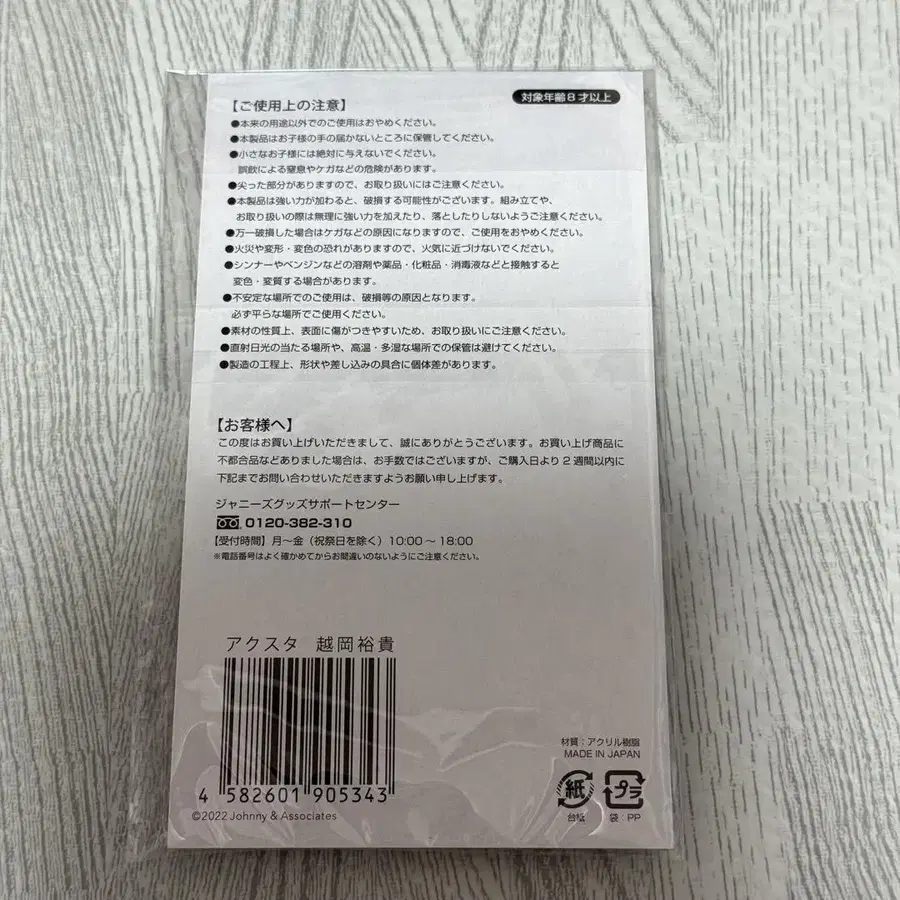 対象年齢8才以上
【ご使用上の注意】
●本来の用途以外でのご使用はおやめください。
●本製品はお子様の手の届かないところに保管してください。
●小さなお子様には絶対に与えないでください。
誤飲による窒息やケガなどの危険があります。
●尖った部分がありますので、お取り扱いにはご注意ください。
●本製品は強い力が加わると、破損する可能性がございます。組み立てや、
お取り扱いの際は無理に強い力を加えたり、落としたりしないようご注意ください。
●万一破損した場合はケガなどの原因になりますので、ご使用をおやめください。
●火災や変形・変色の恐れがありますので、火気に近づけないでください。
●シンナーやベンジンなどの溶剤や薬品・化粧品・消毒液などと接触すると
変色・変質する場合があります。
●不安定な場所でのご使用は、破損等の原因となります。
必ず平らな場所でご使用ください。
●素材の性質上、表面に傷がつきやすいため、お取り扱いにご注意ください。
●直射日光の当たる場所や、高温・多湿な場所での保管は避けてください。
●製造の工程上、形状や差し込みの具合に個体差があります。
【お客様へ】
この度はお買い上げいただきまして、誠にありがとうございます。お買い上げ商品に
不都合品などありました場合は、お手数ではございますが、ご購入日より2週間以内に
下記までお問い合わせいただきますようお願い申し上げます。
ジャニーズグッズサポートセンター
0120-382-310
【受付時間】月〜金（祝祭日を除く）10:00〜18:00
※電話番号はよく確かめてからお間違いのないようにご注意ください。
アクスタ 越岡裕貴
4 582601 905343
©2022 Johnny & Associates
材質：アクリル樹脂
MADE IN JAPAN
紙 プラ
台紙 袋：PP